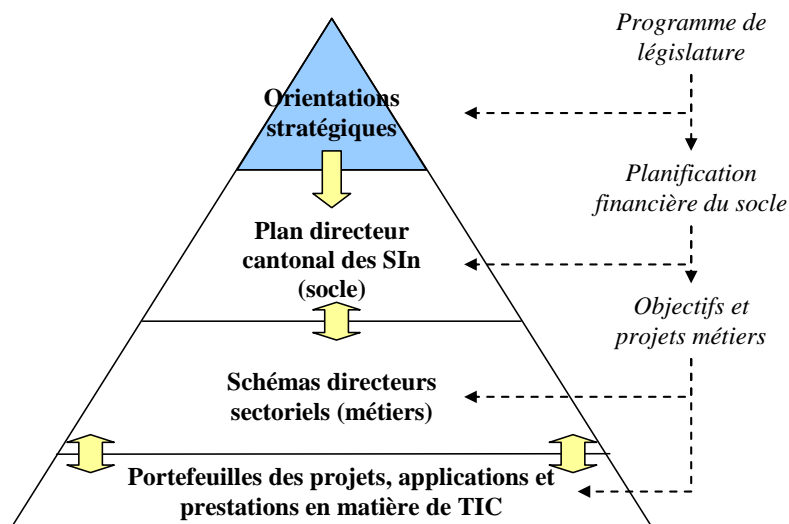 Orientations
stratégiques
Plan directeur
cantonal des SIn
(socle)
Schémas directeurs
sectoriels (métiers)
Portefeuilles des projets, applications et
prestations en matière de TIC
Programme de
législature
Planification
financière du socle
Objectifs et
projets métiers